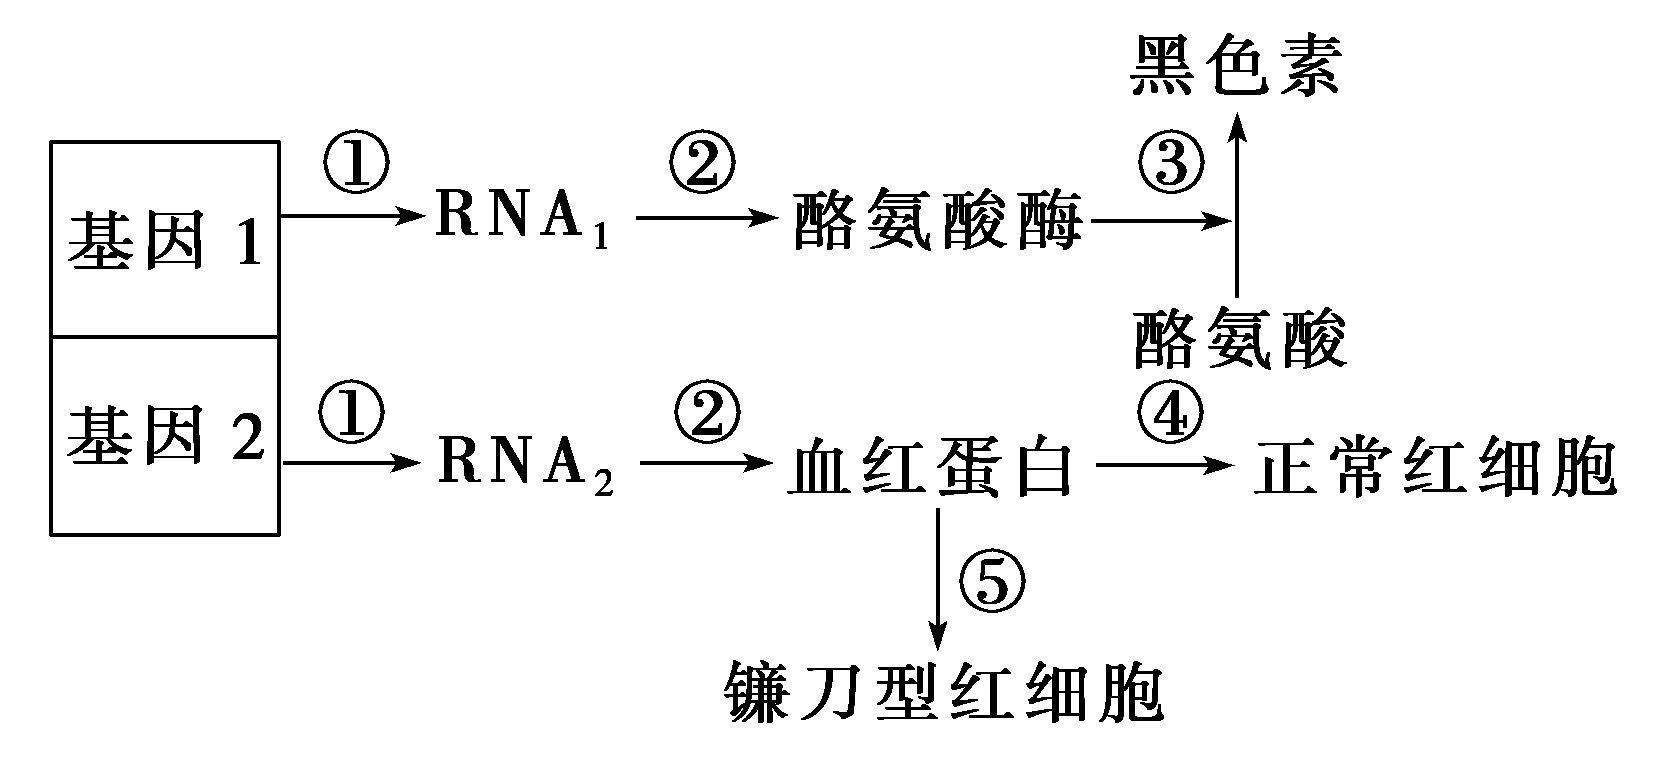 黑色素
基因1 ① RNA₁ ② 酪氨酸酶 ③
酪氨酸
基因2 ① RNA₂ ② 血红蛋白 ④ 正常红细胞
⑤
镰刀型红细胞